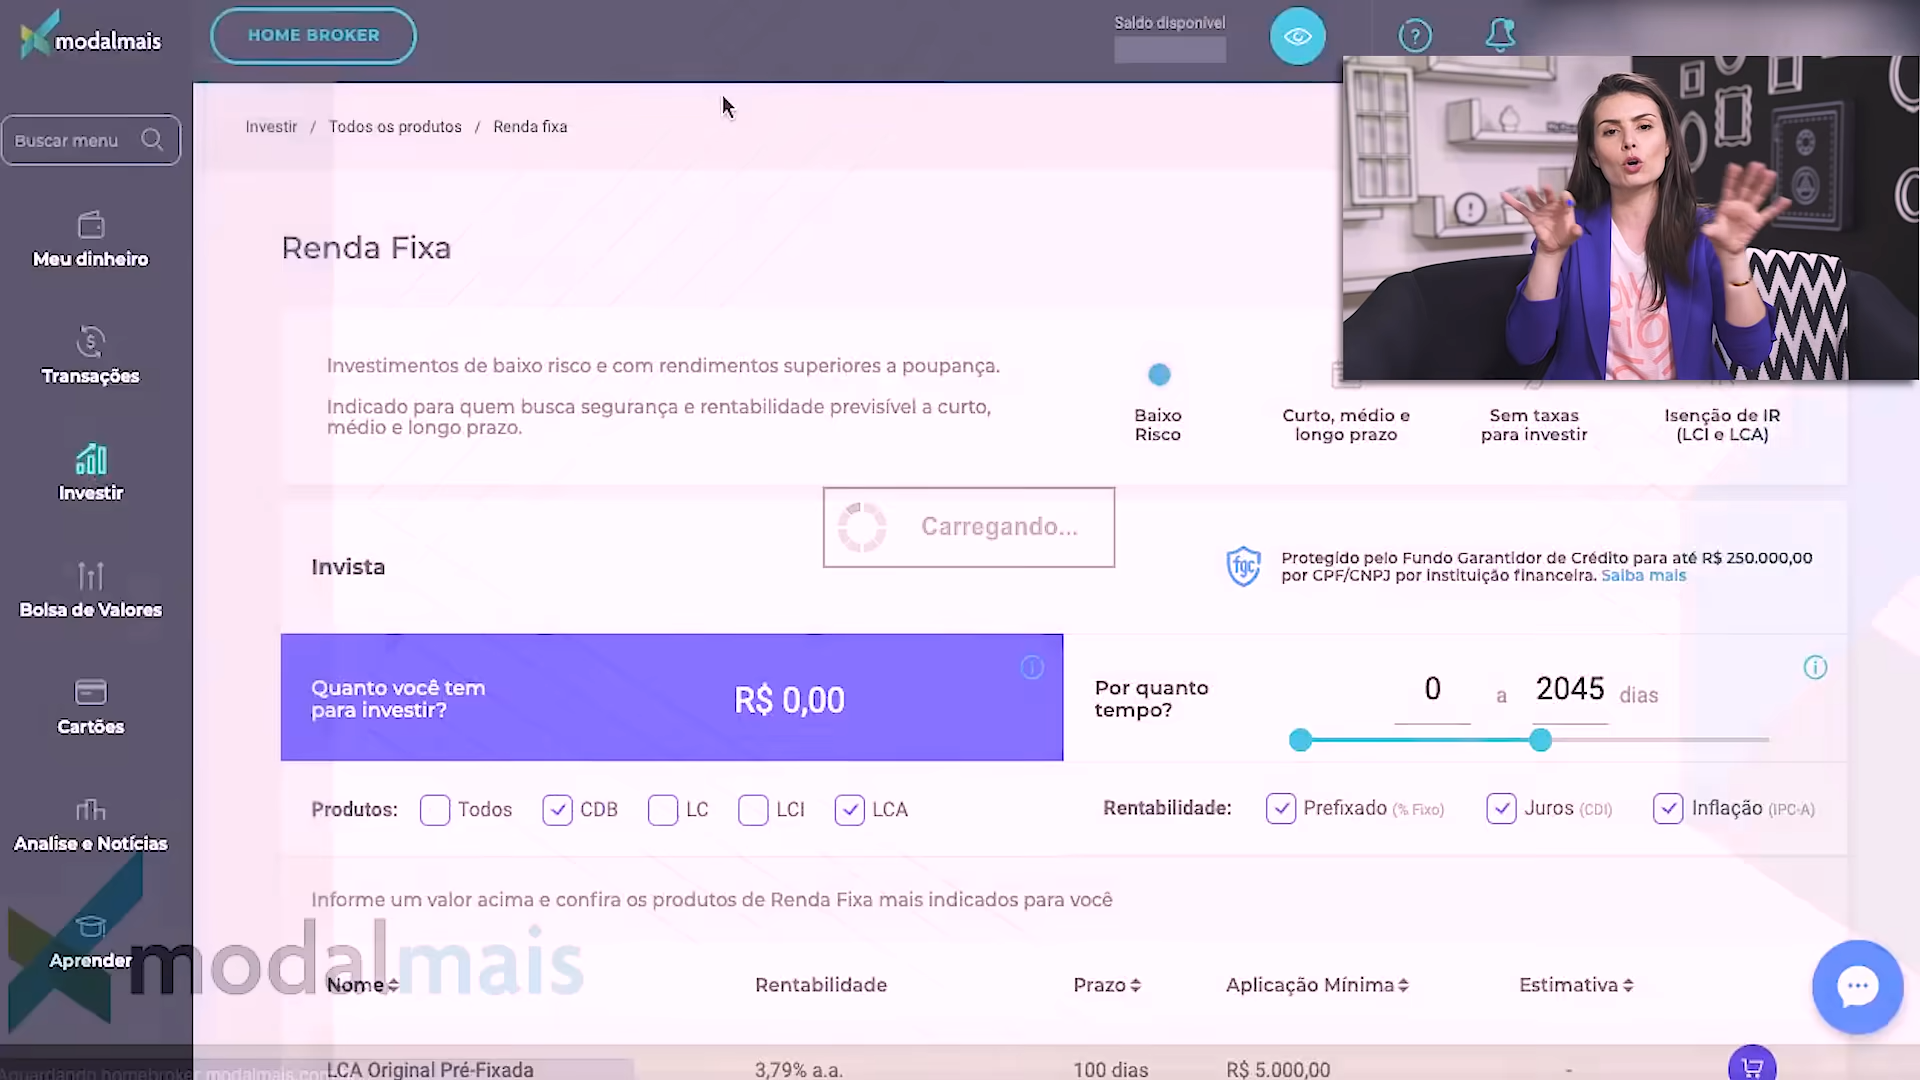 modalmais
HOME BROKER
Saldo disponível
Buscar menu
Meu dinheiro
Transações
Investir
Bolsa de Valores
Cartões
Analise e Notícias
Aprender
Investir / Todos os produtos / Renda fixa
Renda Fixa
Investimentos de baixo risco e com rendimentos superiores a poupança.
Indicado para quem busca segurança e rentabilidade previsível a curto,
médio e longo prazo.
Baixo
Risco
Curto, médio e
longo prazo
Sem taxas
para investir
Isenção de IR
(LCI e LCA)
Carregando...
Invista
fgc
Protegido pelo Fundo Garantidor de Crédito para até R$ 250.000,00
por CPF/CNPJ por instituição financeira. Saiba mais
Quanto você tem
para investir?
R$ 0,00
Por quanto
tempo?
0 a 2045 dias
Produtos: Todos CDB LC LCI LCA
Rentabilidade: Prefixado (% Fixo) Juros (CDI) Inflação (IPC-A)
Informe um valor acima e confira os produtos de Renda Fixa mais indicados para você
modalmais
Nome Rentabilidade Prazo Aplicação Mínima Estimativa
LCA Original Pré-Fixada 3,79% a.a. 100 dias R$ 5.000,00 -
Aguardando homebroker.modalmais.com